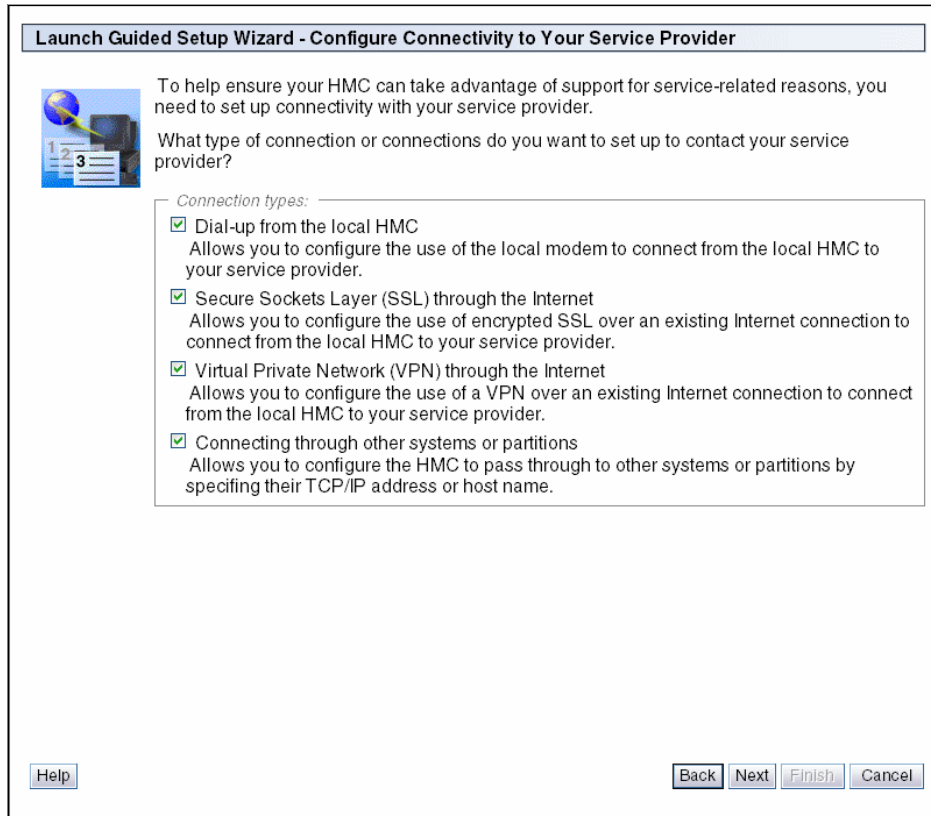 Launch Guided Setup Wizard - Configure Connectivity to Your Service Provider
To help ensure your HMC can take advantage of support for service-related reasons, you
need to set up connectivity with your service provider.
What type of connection or connections do you want to set up to contact your service
provider?
1
2
3
Connection types:
Dial-up from the local HMC
Allows you to configure the use of the local modem to connect from the local HMC to
your service provider.
Secure Sockets Layer (SSL) through the Internet
Allows you to configure the use of encrypted SSL over an existing Internet connection to
connect from the local HMC to your service provider.
Virtual Private Network (VPN) through the Internet
Allows you to configure the use of a VPN over an existing Internet connection to connect
from the local HMC to your service provider.
Connecting through other systems or partitions
Allows you to configure the HMC to pass through to other systems or partitions by
specifing their TCP/IP address or host name.
Help
Back Next Finish Cancel